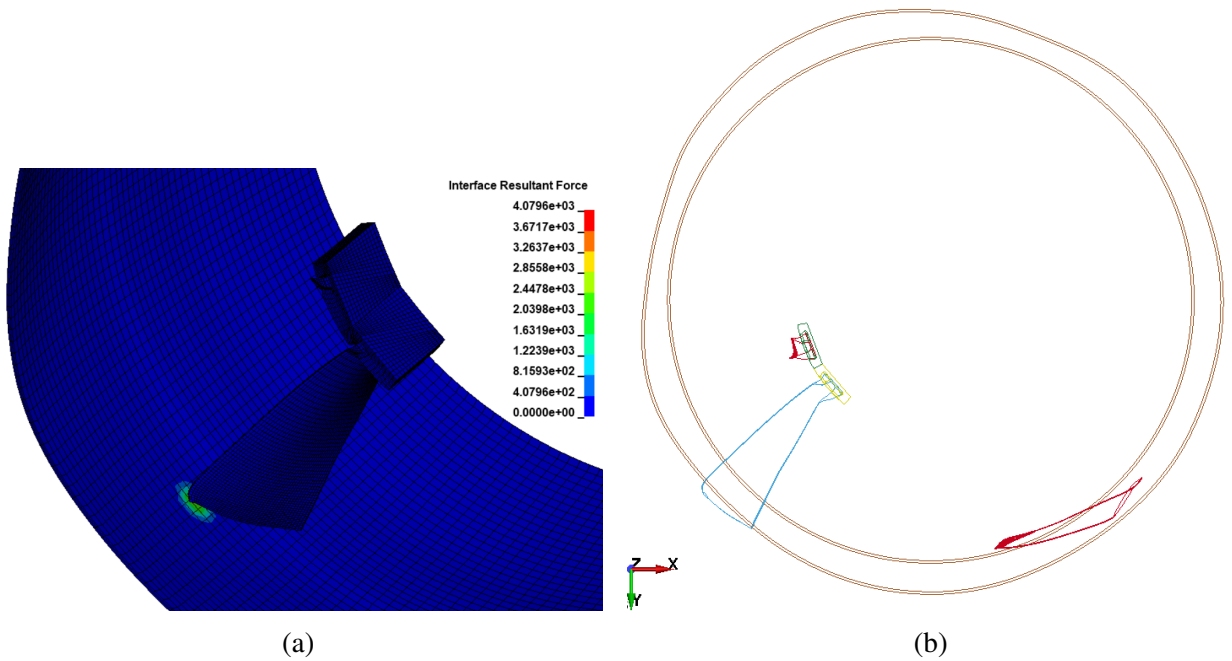 Interface Resultant Force
4.0796e+03
3.6717e+03
3.2637e+03
2.8558e+03
2.4478e+03
2.0398e+03
1.6319e+03
1.2239e+03
8.1593e+02
4.0796e+02
0.0000e+00
Z X
Y
(a) (b)